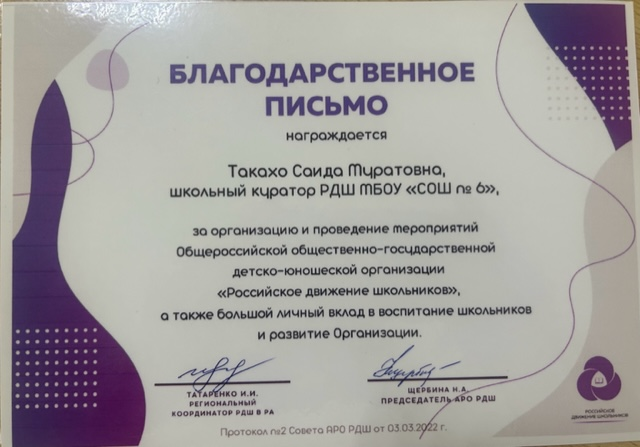 БЛАГОДАРСТВЕННОЕ
ПИСЬМО
награждается
Такахо Саида Муратовна,
школьный куратор РДШ МБОУ «СОШ № 6»,
за организацию и проведение мероприятий
Общероссийской общественно-государственной
детско-юношеской организации
«Российское движение школьников»,
а также большой личный вклад в воспитание школьников
и развитие Организации.
ТАТАРЕНКО И.И.
РЕГИОНАЛЬНЫЙ
КООРДИНАТОР РДШ В РА
ЩЕРБИНА Н.А.
ПРЕДСЕДАТЕЛЬ АРО РДШ
РОССИЙСКОЕ
ДВИЖЕНИЕ ШКОЛЬНИКОВ
Протокол №2 Совета АРО РДШ от 03.03.2022 г.